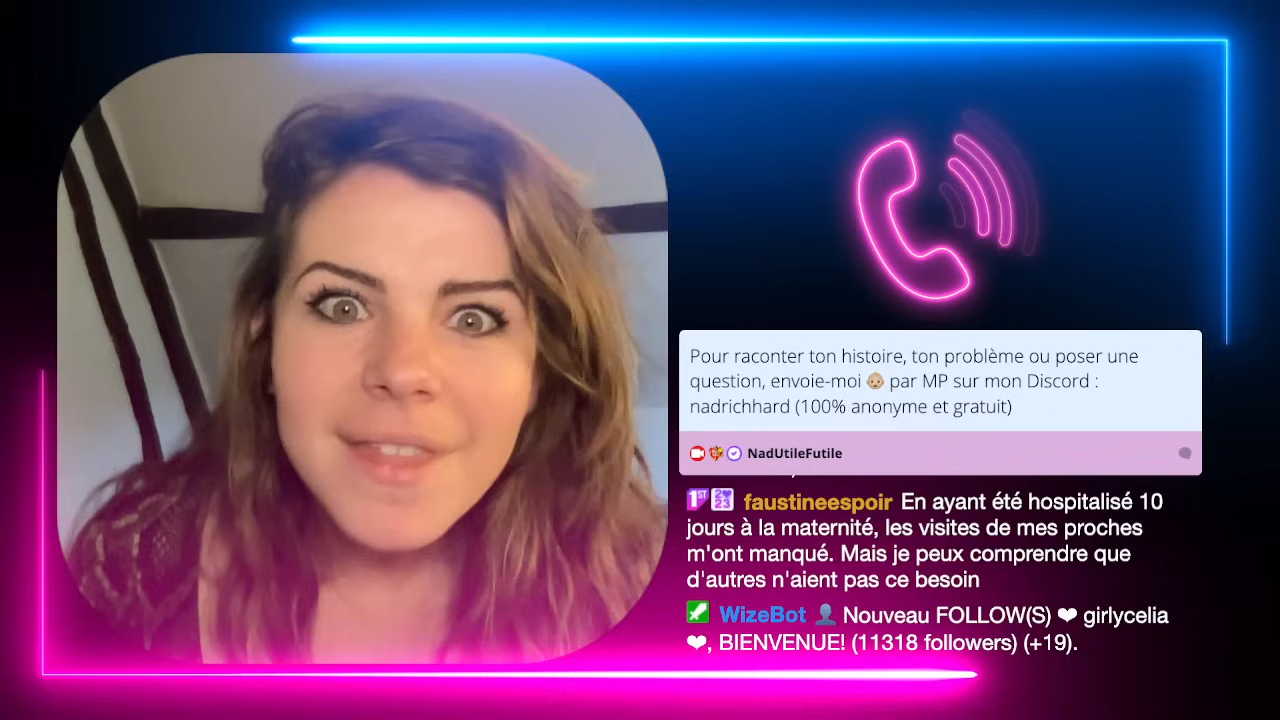 Pour raconter ton histoire, ton problème ou poser une
question, envoie-moi 👶🏼 par MP sur mon Discord :
nadrichhard (100% anonyme et gratuit)
NadUtileFutile
1ST 2023 faustineespoir En ayant été hospitalisé 10
jours à la maternité, les visites de mes proches
m'ont manqué. Mais je peux comprendre que
d'autres n'aient pas ce besoin
WizeBot 👤 Nouveau FOLLOW(S) ❤ girlycelia
❤, BIENVENUE! (11318 followers) (+19).